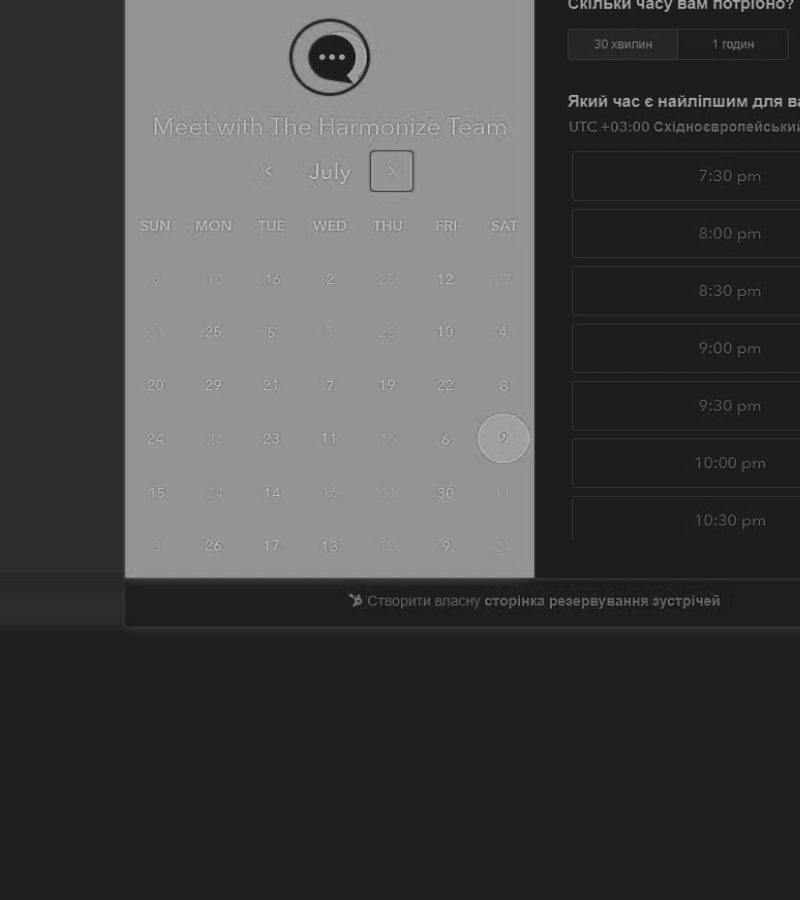 Meet with The Harmonize Team
< July >
SUN MON TUE WED THU FRI SAT
8 10 16 2 25 12 27
31 25 5 5 25 10 4
20 29 21 7 19 22 8
24 24 23 11 16 6 9
15 24 14 16 31 30 11
3 26 17 13 12 9 21
Скільки часу вам потрібно?
30 хвилин 1 годин
Який час є найліпшим для
UTC +03:00 Східноєвропейський
7:30 pm
8:00 pm
8:30 pm
9:00 pm
9:30 pm
10:00 pm
10:30 pm
Створити власну сторінка резервування зустрічей